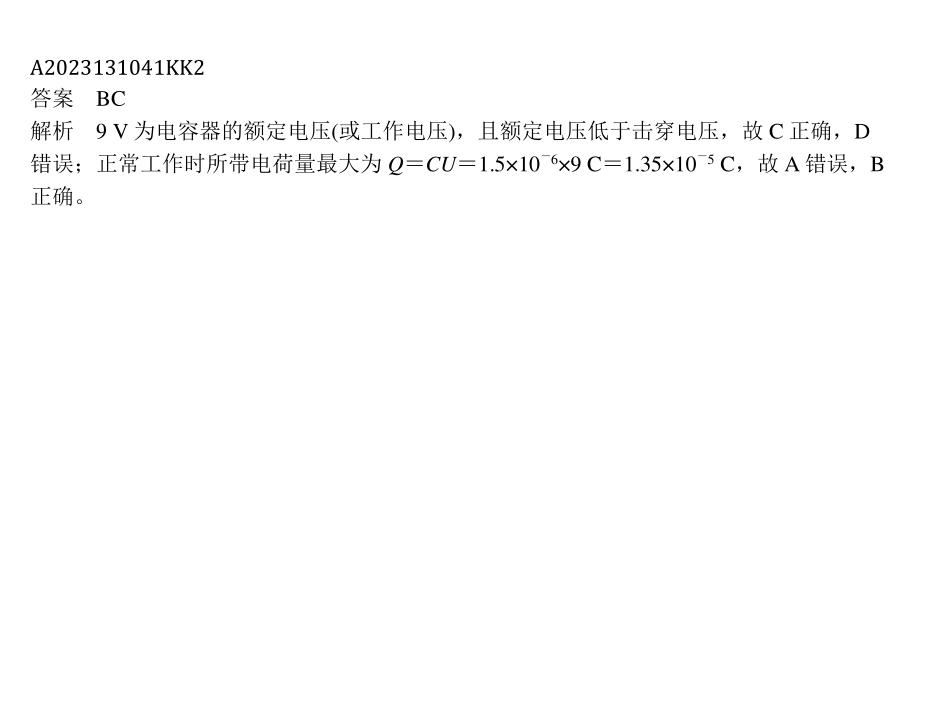 A2023131041KK2
答案　BC
解析　9 V 为电容器的额定电压(或工作电压)，且额定电压低于击穿电压，故 C 正确，D
错误；正常工作时所带电荷量最大为 Q＝CU＝1.5×10⁻⁶×9 C＝1.35×10⁻⁵ C，故 A 错误，B
正确。